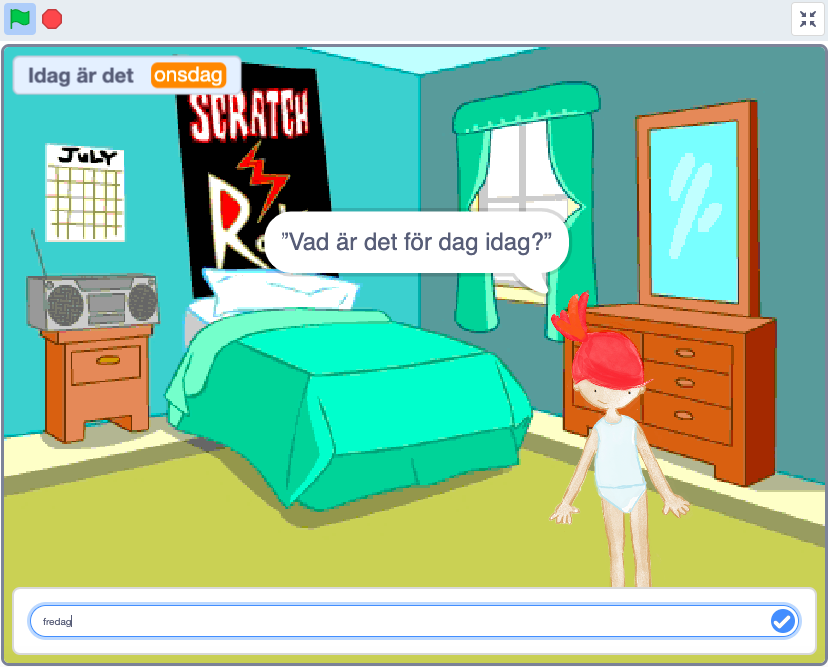 Idag är det onsdag
SCRATCH
JULY
”Vad är det för dag idag?”
fredag